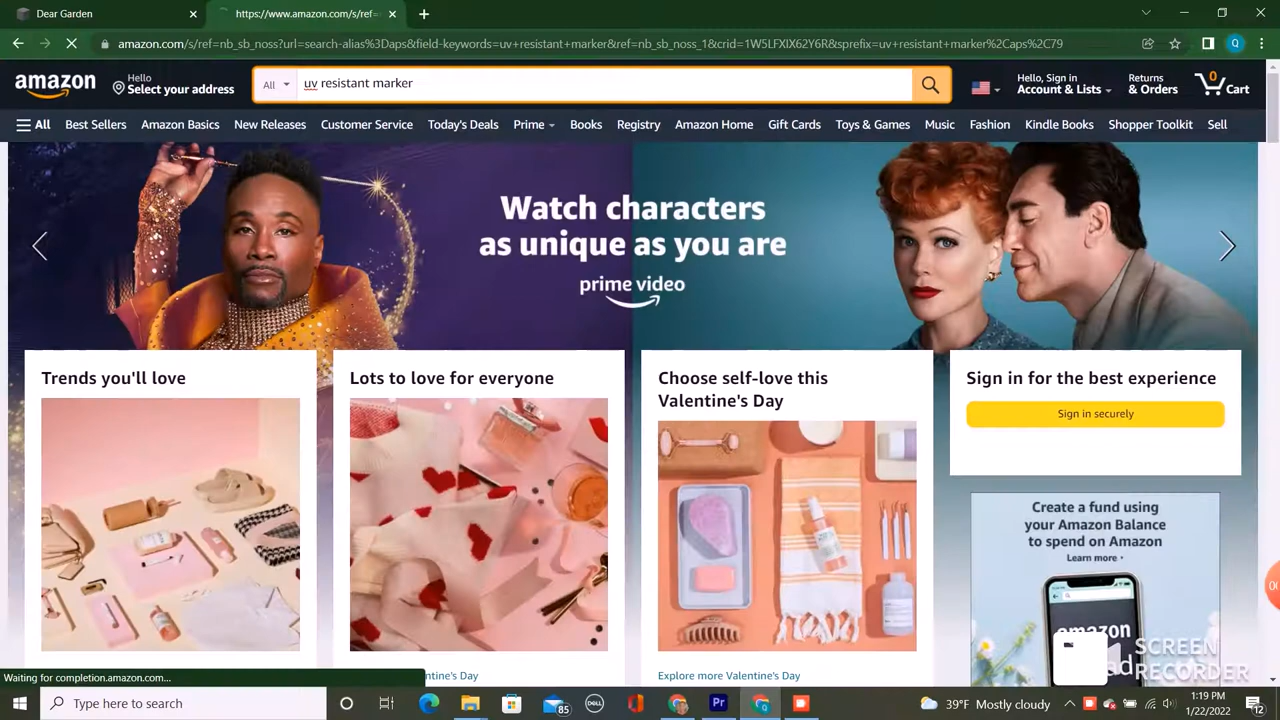 Dear Garden
https://www.amazon.com/s/ref=
amazon.com/s/ref=nb_sb_noss?url=search-alias%3Daps&field-keywords=uv+resistant+marker&ref=nb_sb_noss_1&crid=1W5LFXIX62Y6R&sprefix=uv+resistant+marker%2Caps%2C79
Q
amazon
Hello
Select your address
All
uv resistant marker
Hello, Sign in
Account & Lists
Returns
& Orders
0
Cart
All
Best Sellers
Amazon Basics
New Releases
Customer Service
Today's Deals
Prime
Books
Registry
Amazon Home
Gift Cards
Toys & Games
Music
Fashion
Kindle Books
Shopper Toolkit
Sell
Watch characters
as unique as you are
prime video
Trends you'll love
Lots to love for everyone
Choose self-love this
Valentine's Day
Sign in for the best experience
Sign in securely
Create a fund using
your Amazon Balance
to spend on Amazon
Learn more
amazon
SCREEN
RECORDER
Waiting for completion.amazon.com...
ntine's Day
Explore more Valentine's Day
Type here to search
85
DELL
Pr
39°F Mostly cloudy
1:19 PM
1/22/2022
12